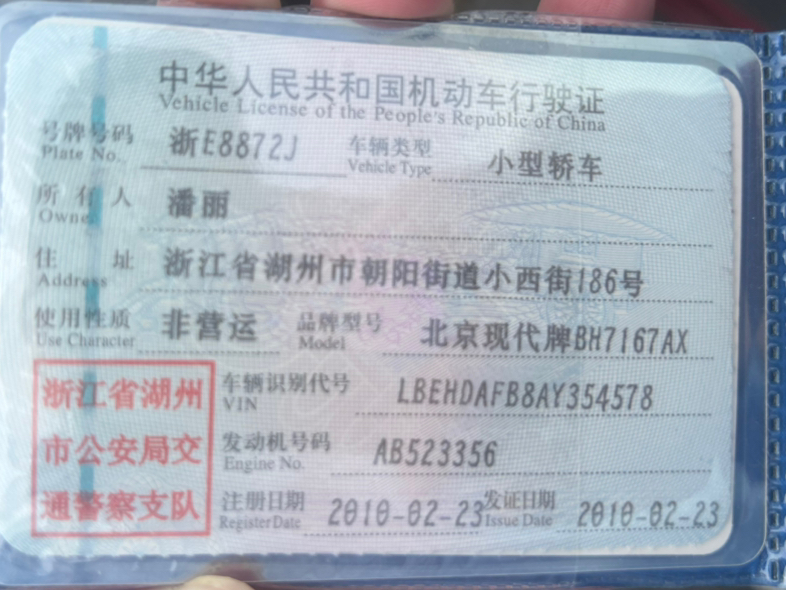 中华人民共和国机动车行驶证
Vehicle License of the People's Republic of China
号牌号码 浙E8872J 车辆类型 小型轿车
Plate No. Vehicle Type
所有人 潘丽
Owner
住址 浙江省湖州市朝阳街道小西街186号
Address
使用性质 非营运 品牌型号 北京现代牌BH7167AX
Use Character Model
浙江省湖州
市公安局交
通警察支队
车辆识别代号 LBEHDAFB8AY354578
VIN
发动机号码 AB523356
Engine No.
注册日期 2010-02-23 发证日期 2010-02-23
Register Date Issue Date